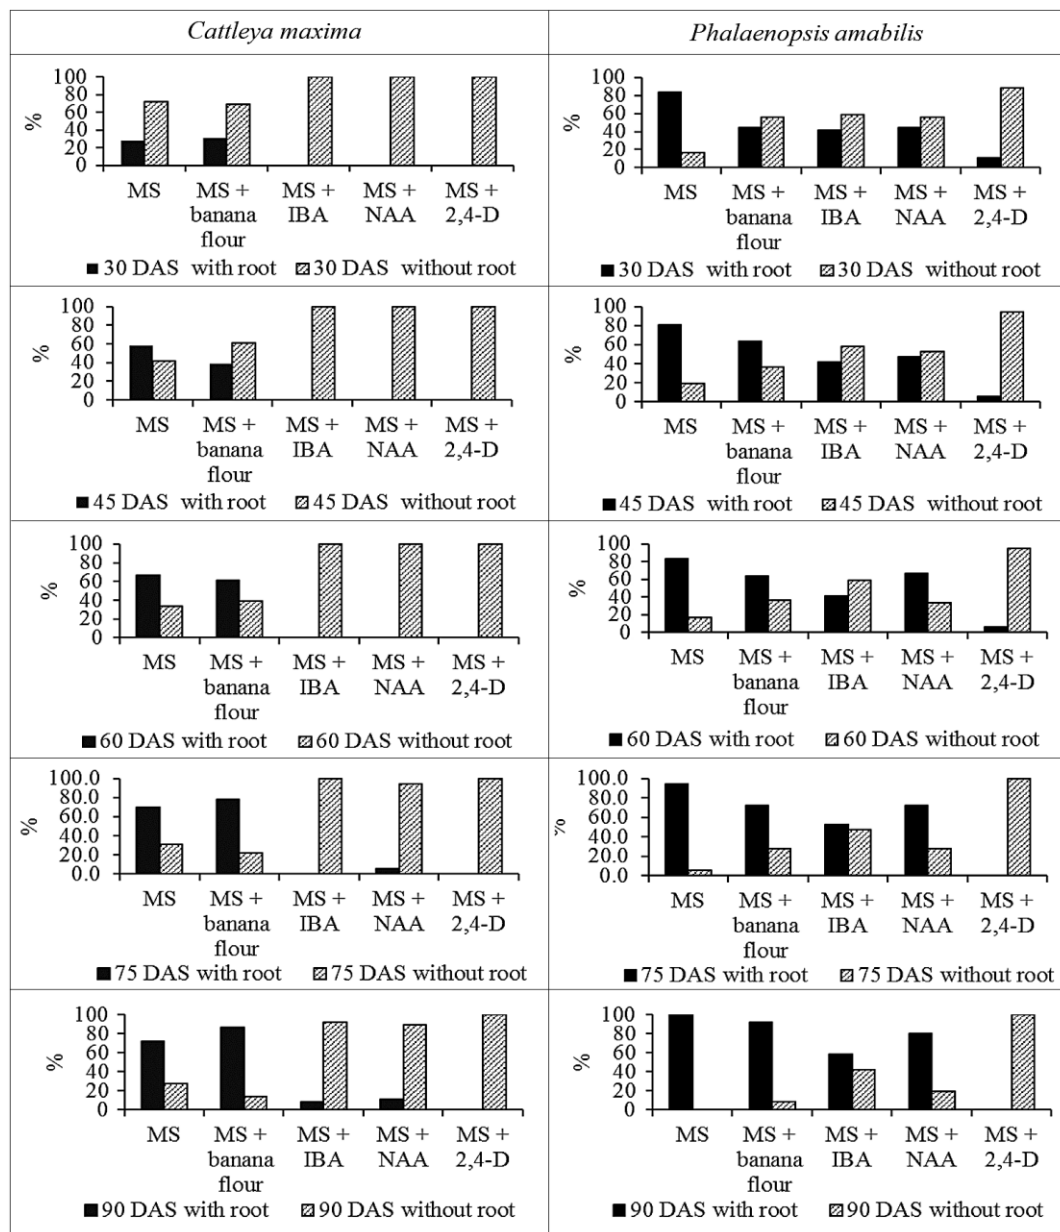 Cattleya maxima
Phalaenopsis amabilis
%
100
80
60
40
20
0
MS
MS + banana flour
MS + IBA
MS + NAA
MS + 2,4-D
30 DAS with root
30 DAS without root
%
100
80
60
40
20
0
MS
MS + banana flour
MS + IBA
MS + NAA
MS + 2,4-D
30 DAS with root
30 DAS without root
%
100
80
60
40
20
0
MS
MS + banana flour
MS + IBA
MS + NAA
MS + 2,4-D
45 DAS with root
45 DAS without root
%
100
80
60
40
20
0
MS
MS + banana flour
MS + IBA
MS + NAA
MS + 2,4-D
45 DAS with root
45 DAS without root
%
100
80
60
40
20
0
MS
MS + banana flour
MS + IBA
MS + NAA
MS + 2,4-D
60 DAS with root
60 DAS without root
%
100
80
60
40
20
0
MS
MS + banana flour
MS + IBA
MS + NAA
MS + 2,4-D
60 DAS with root
60 DAS without root
%
100.0
80.0
60.0
40.0
20.0
0.0
MS
MS + banana flour
MS + IBA
MS + NAA
MS + 2,4-D
75 DAS with root
75 DAS without root
%
100.0
80.0
60.0
40.0
20.0
0.0
MS
MS + banana flour
MS + IBA
MS + NAA
MS + 2,4-D
75 DAS with root
75 DAS without root
%
100
80
60
40
20
0
MS
MS + banana flour
MS + IBA
MS + NAA
MS + 2,4-D
90 DAS with root
90 DAS without root
%
100
80
60
40
20
0
MS
MS + banana flour
MS + IBA
MS + NAA
MS + 2,4-D
90 DAS with root
90 DAS without root